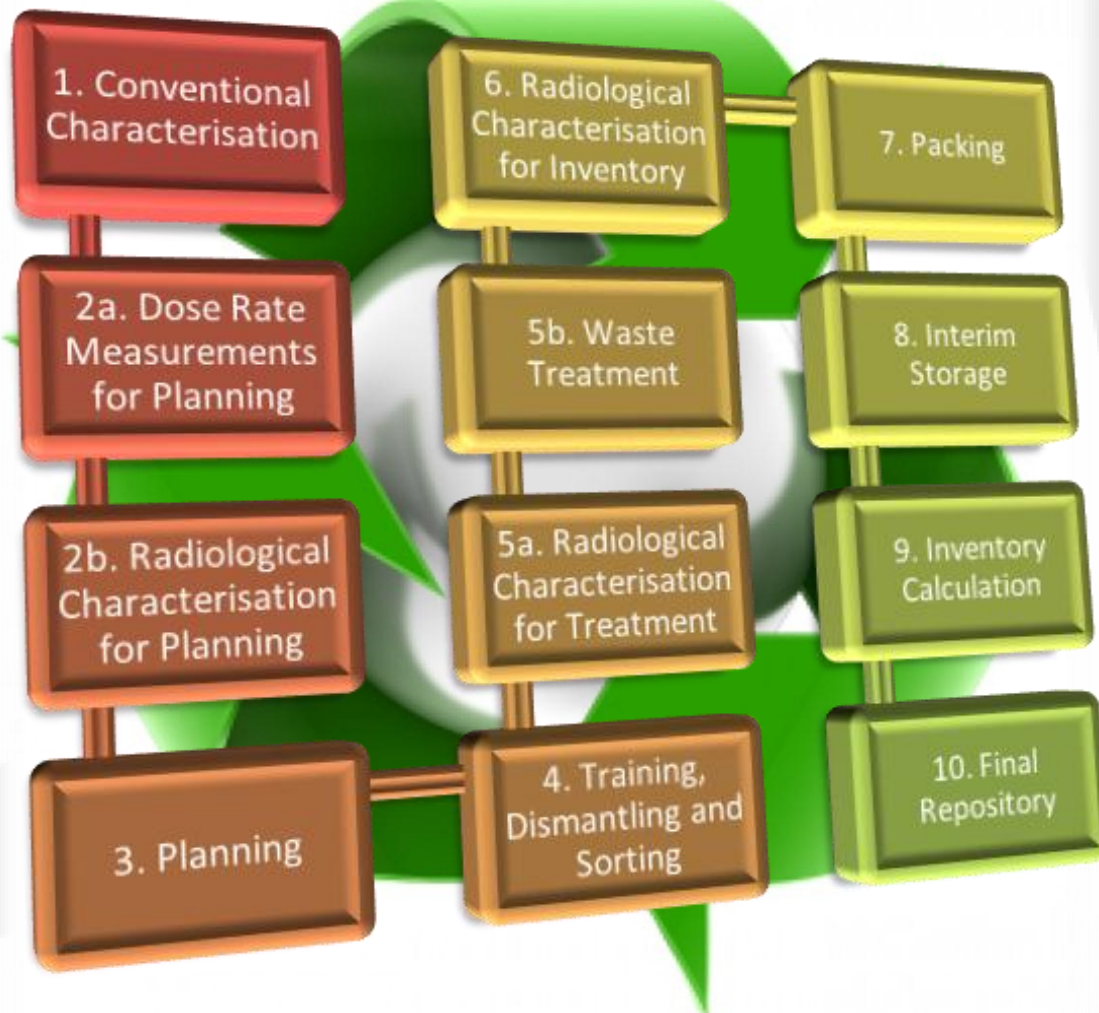 1. Conventional
Characterisation
2a. Dose Rate
Measurements
for Planning
2b. Radiological
Characterisation
for Planning
3. Planning
4. Training,
Dismantling and
Sorting
5a. Radiological
Characterisation
for Treatment
5b. Waste
Treatment
6. Radiological
Characterisation
for Inventory
7. Packing
8. Interim
Storage
9. Inventory
Calculation
10. Final
Repository